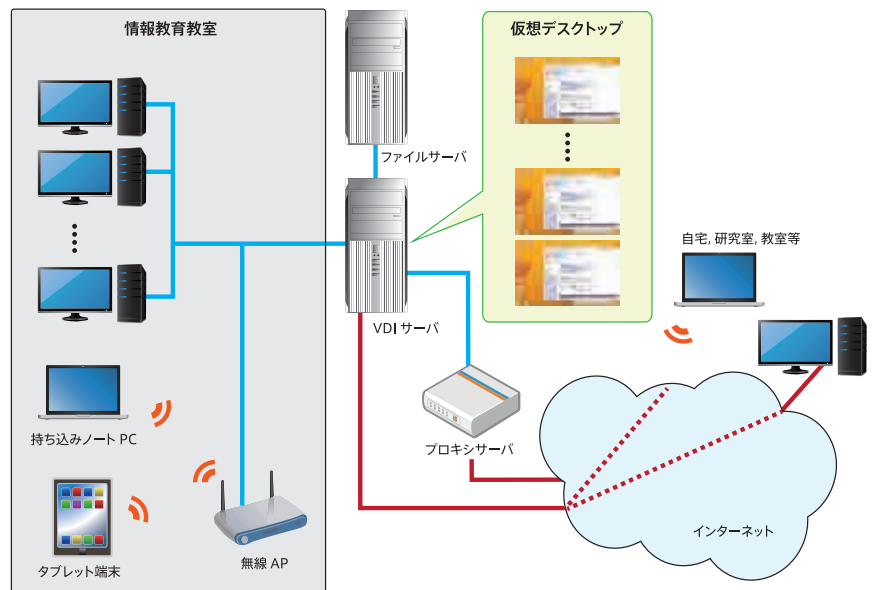 情報教育教室
仮想デスクトップ
ファイルサーバ
自宅, 研究室, 教室等
VDI サーバ
持ち込みノート PC
プロキシサーバ
インターネット
無線 AP
タブレット端末